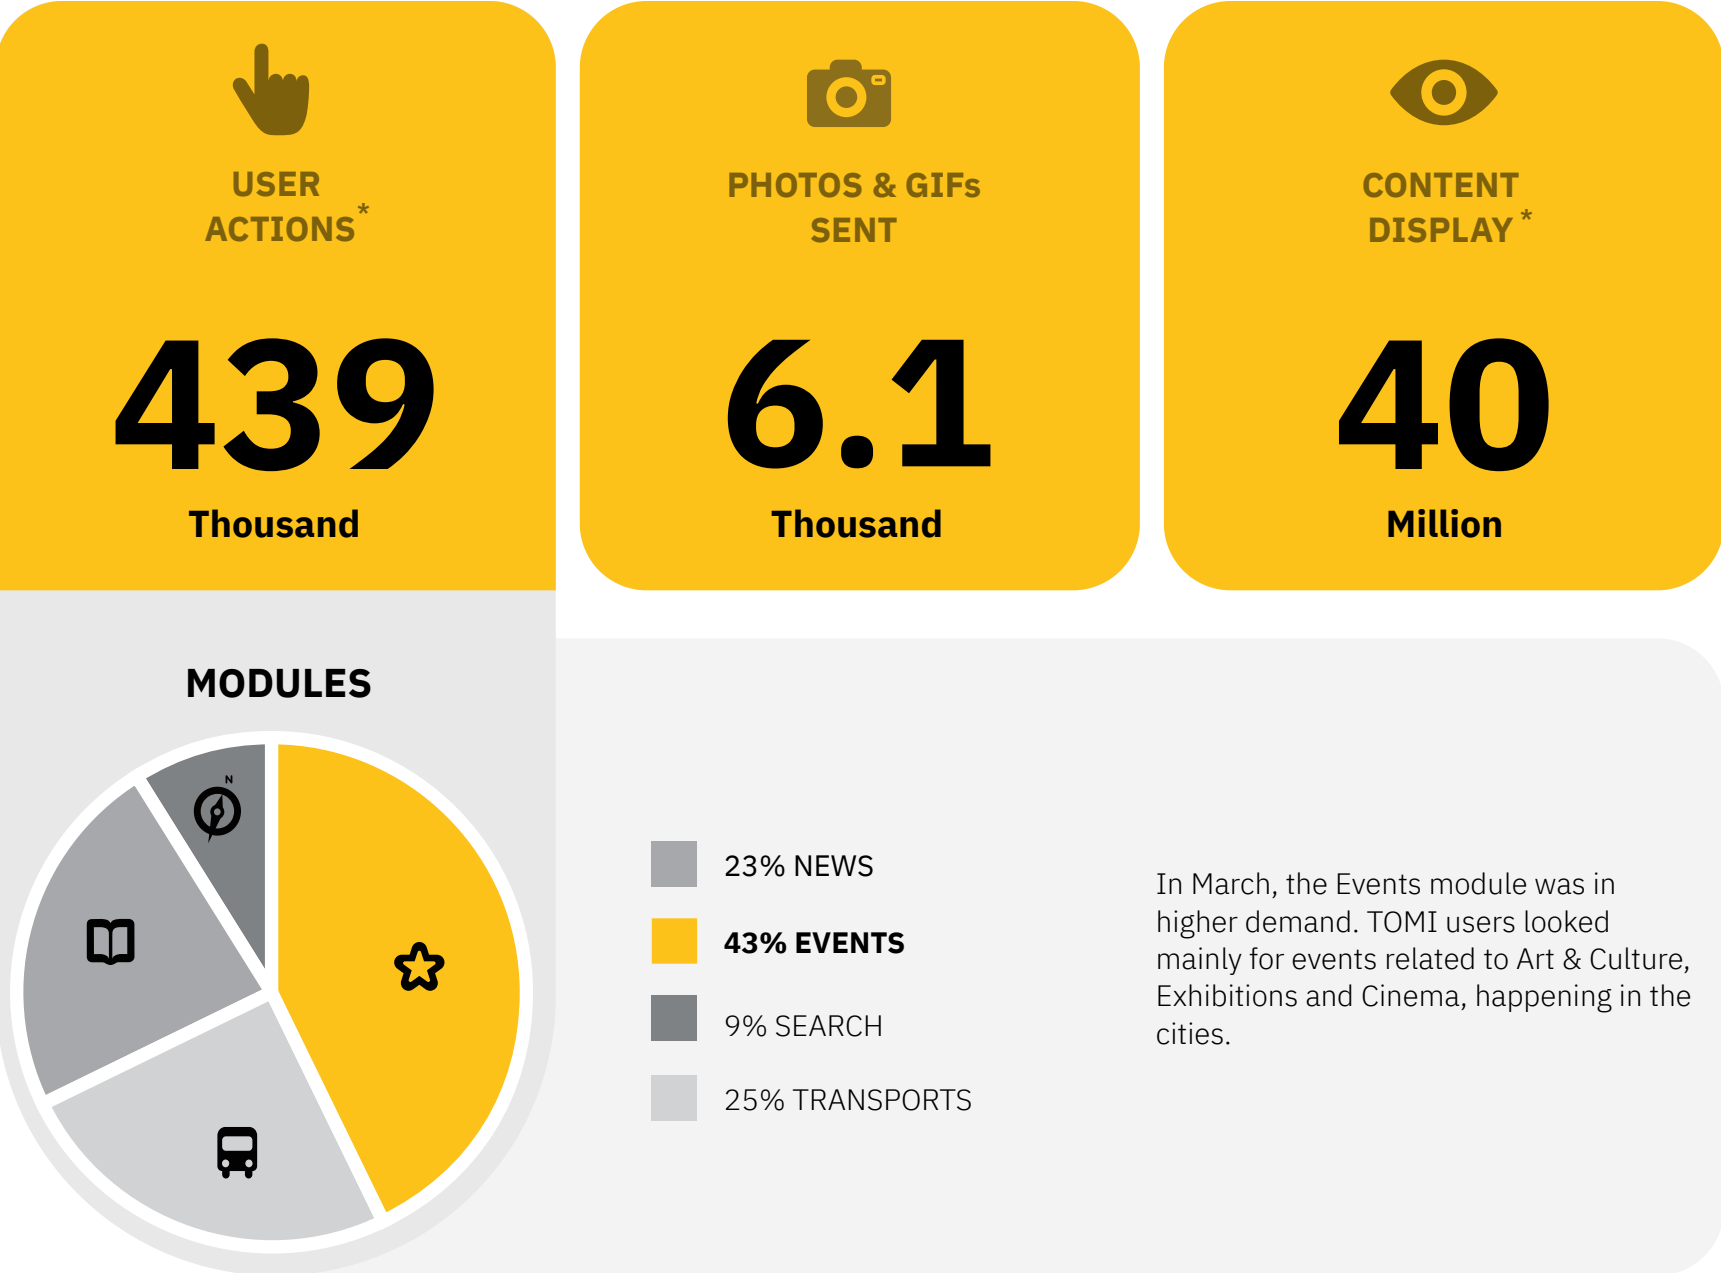 USER
ACTIONS*
439
Thousand
PHOTOS & GIFs
SENT
6.1
Thousand
CONTENT
DISPLAY*
40
Million
MODULES
N
23% NEWS
43% EVENTS
9% SEARCH
25% TRANSPORTS
In March, the Events module was in
higher demand. TOMI users looked
mainly for events related to Art & Culture,
Exhibitions and Cinema, happening in the
cities.